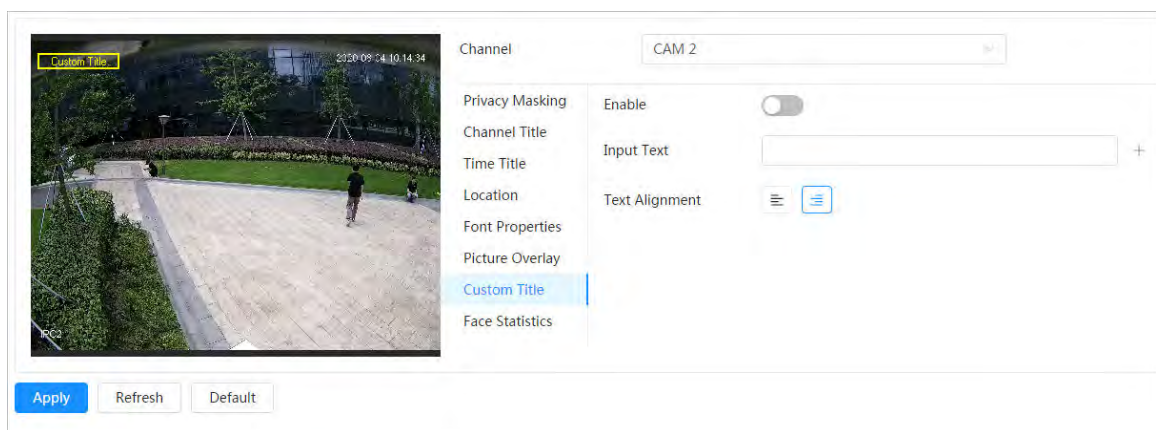 Custom Title
2020-09-04 10:14:34
IPC2
Channel
CAM 2
Privacy Masking
Channel Title
Time Title
Location
Font Properties
Picture Overlay
Custom Title
Face Statistics
Enable
Input Text
+
Text Alignment
Apply
Refresh
Default